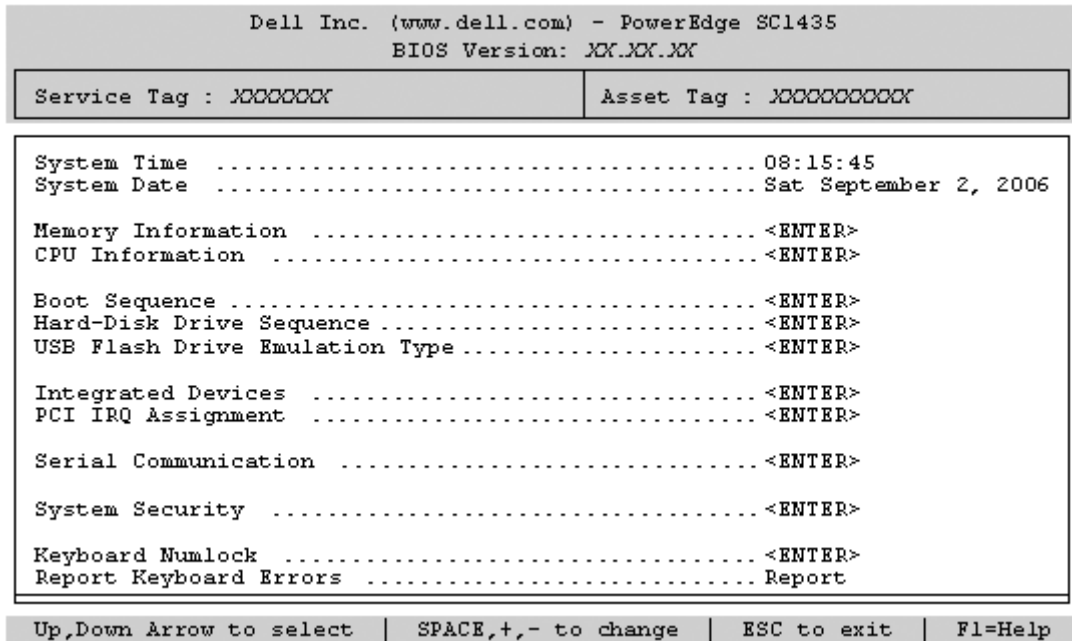 Dell Inc. (www.dell.com) - PowerEdge SC1435
BIOS Version: XX.XX.XX
Service Tag : XXXXXXX Asset Tag : XXXXXXXXXX
System Time ........................................ 08:15:45
System Date ........................................ Sat September 2, 2006
Memory Information ................................. <ENTER>
CPU Information .................................... <ENTER>
Boot Sequence ....................................... <ENTER>
Hard-Disk Drive Sequence ............................ <ENTER>
USB Flash Drive Emulation Type ...................... <ENTER>
Integrated Devices ................................. <ENTER>
PCI IRQ Assignment ................................. <ENTER>
Serial Communication ............................... <ENTER>
System Security .................................... <ENTER>
Keyboard Numlock ................................... <ENTER>
Report Keyboard Errors ............................. Report
Up,Down Arrow to select | SPACE,+,- to change | ESC to exit | F1=Help